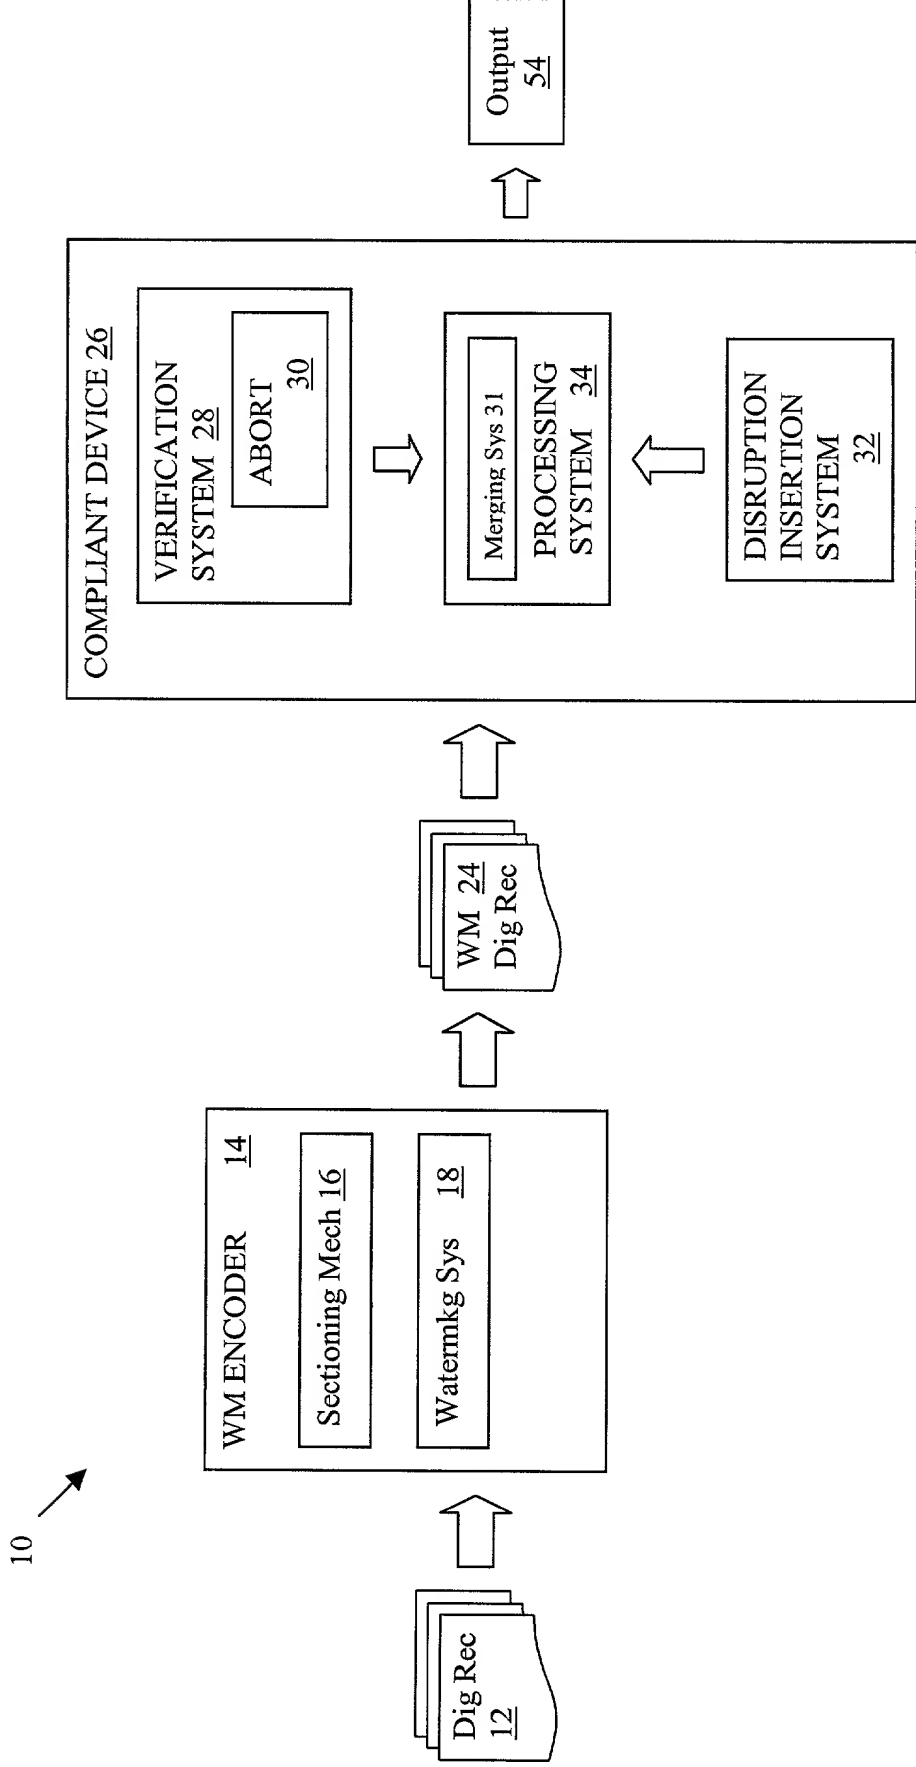 10
Dig Rec
12
WM ENCODER 14
Sectioning Mech 16
Watermkg Sys 18
WM 24
Dig Rec
COMPLIANT DEVICE 26
VERIFICATION
SYSTEM 28
ABORT
30
Merging Sys 31
PROCESSING
SYSTEM 34
DISRUPTION
INSERTION
SYSTEM
32
Output
54